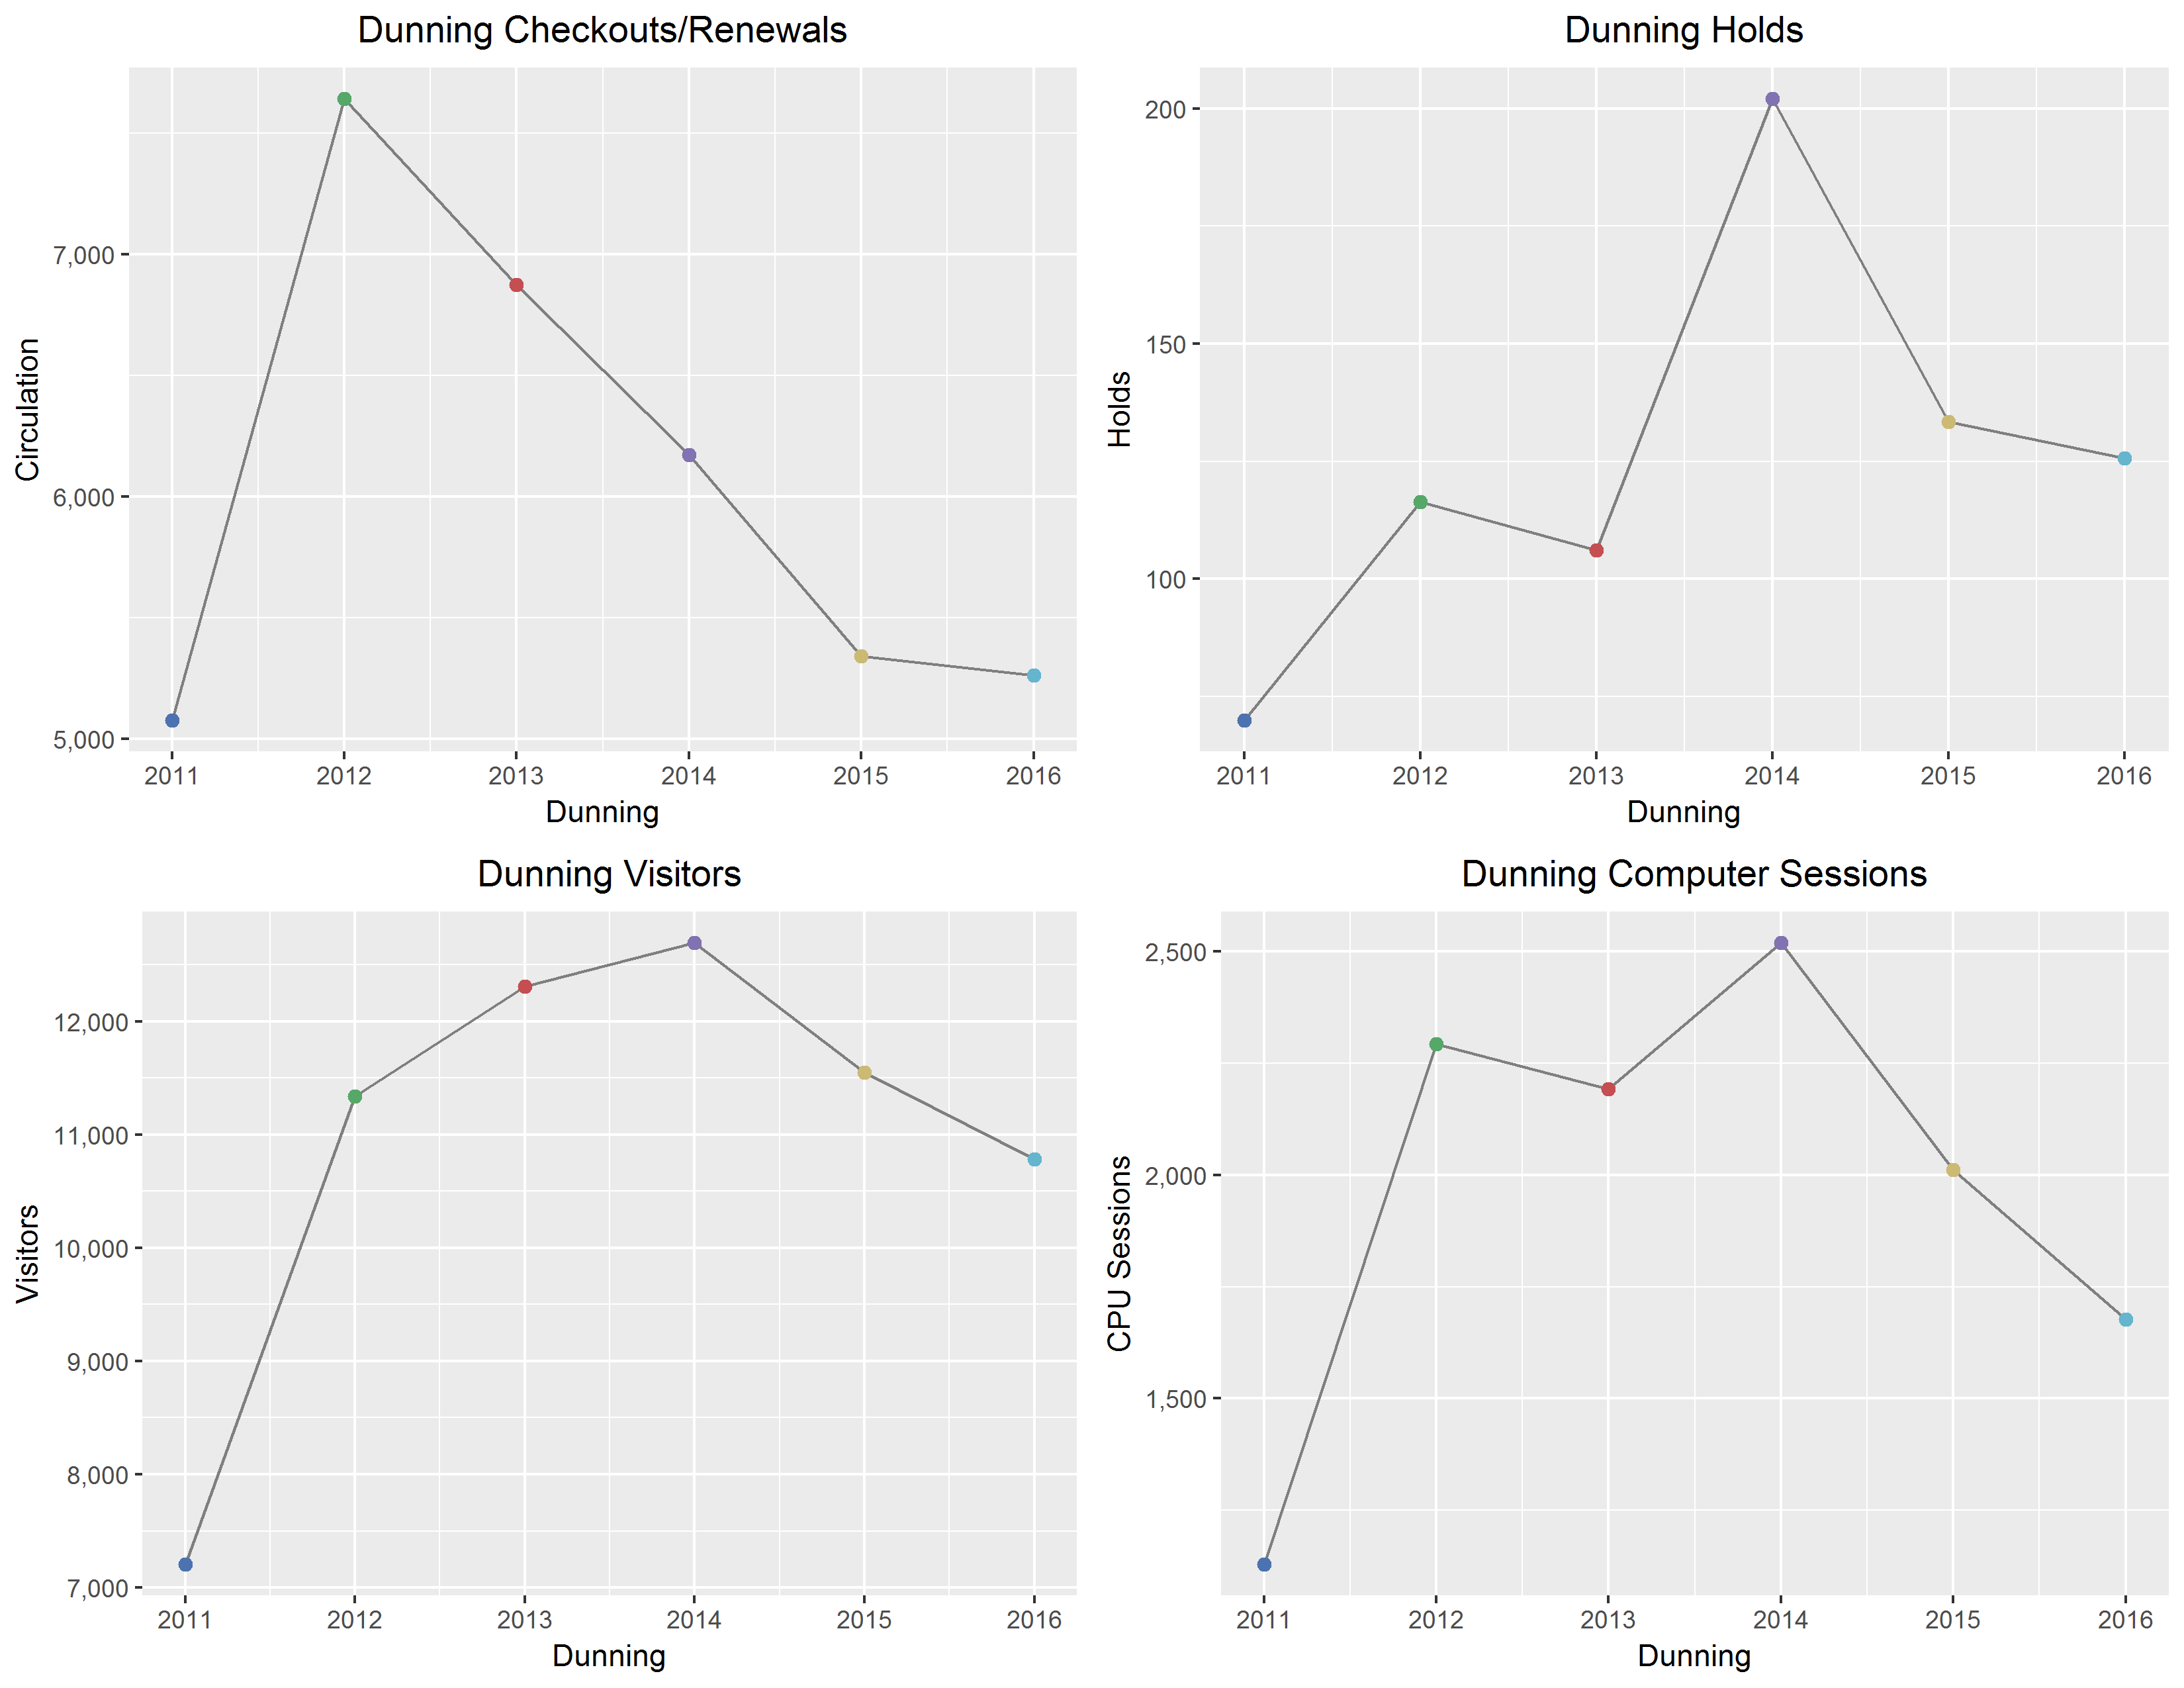 Dunning Checkouts/Renewals
Circulation
7,000
6,000
5,000
2011 2012 2013 2014 2015 2016
Dunning
Dunning Holds
Holds
200
150
100
2011 2012 2013 2014 2015 2016
Dunning
Dunning Visitors
Visitors
12,000
11,000
10,000
9,000
8,000
7,000
2011 2012 2013 2014 2015 2016
Dunning
Dunning Computer Sessions
CPU Sessions
2,500
2,000
1,500
2011 2012 2013 2014 2015 2016
Dunning